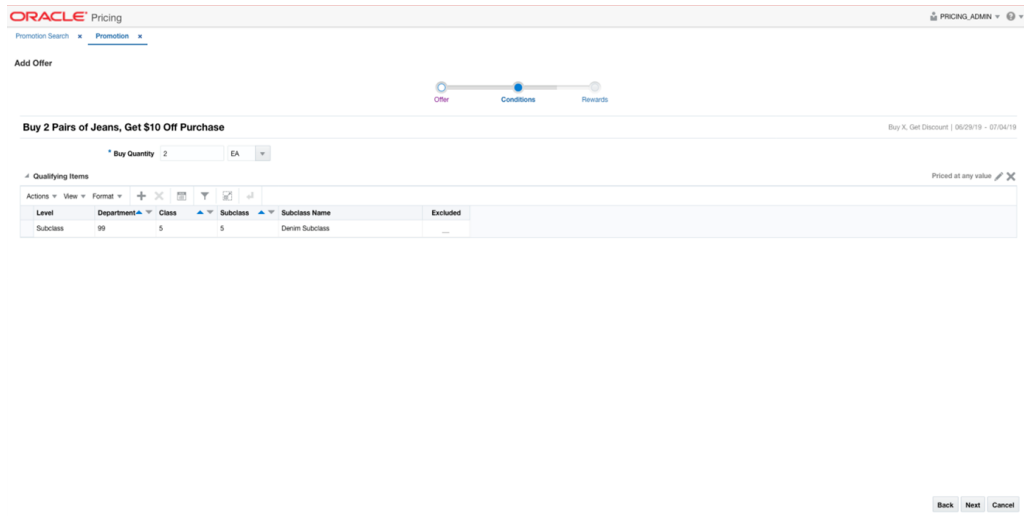 ORACLE® Pricing PRICING_ADMIN
Promotion Search Promotion
Add Offer
Offer Conditions Rewards
Buy 2 Pairs of Jeans, Get $10 Off Purchase Buy X, Get Discount | 06/29/19 - 07/04/19
* Buy Quantity 2 EA
Qualifying Items Priced at any value
Actions View Format
Level Department Class Subclass Subclass Name Excluded
Subclass 99 5 5 Denim Subclass __
Back Next Cancel